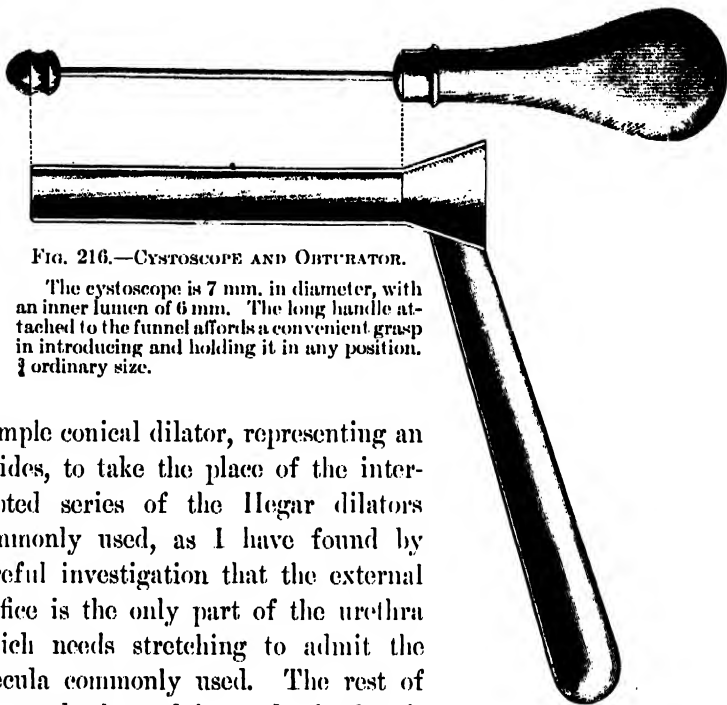 FIG. 216.—CYSTOSCOPE AND OBTURATOR.
The cystoscope is 7 mm. in diameter, with
an inner lumen of 6 mm. The long handle at-
tached to the funnel affords a convenient grasp
in introducing and holding it in any position.
ordinary size.
mple conical dilator, representing an
ides, to take the place of the inter-
pted series of the Hegar dilators
mmonly used, as I have found by
reful investigation that the external
fice is the only part of the urethra
ich needs stretching to admit the
ecula commonly used. The rest of